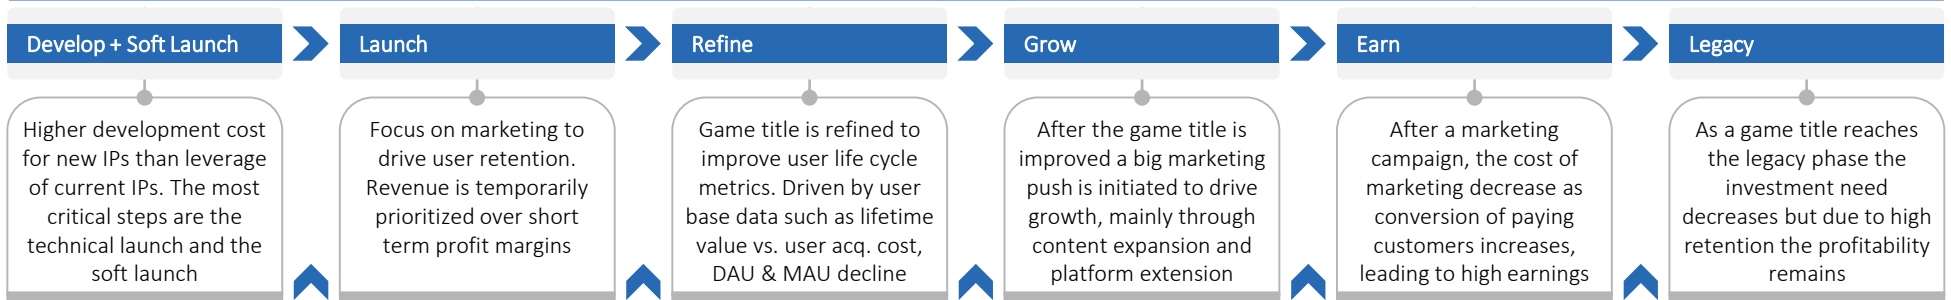 Develop + Soft Launch
Higher development cost
for new IPs than leverage
of current IPs. The most
critical steps are the
technical launch and the
soft launch
Launch
Focus on marketing to
drive user retention.
Revenue is temporarily
prioritized over short
term profit margins
Refine
Game title is refined to
improve user life cycle
metrics. Driven by user
base data such as lifetime
value vs. user acq. cost,
DAU & MAU decline
Grow
After the game title is
improved a big marketing
push is initiated to drive
growth, mainly through
content expansion and
platform extension
Earn
After a marketing
campaign, the cost of
marketing decrease as
conversion of paying
customers increases,
leading to high earnings
Legacy
As a game title reaches
the legacy phase the
investment need
decreases but due to high
retention the profitability
remains